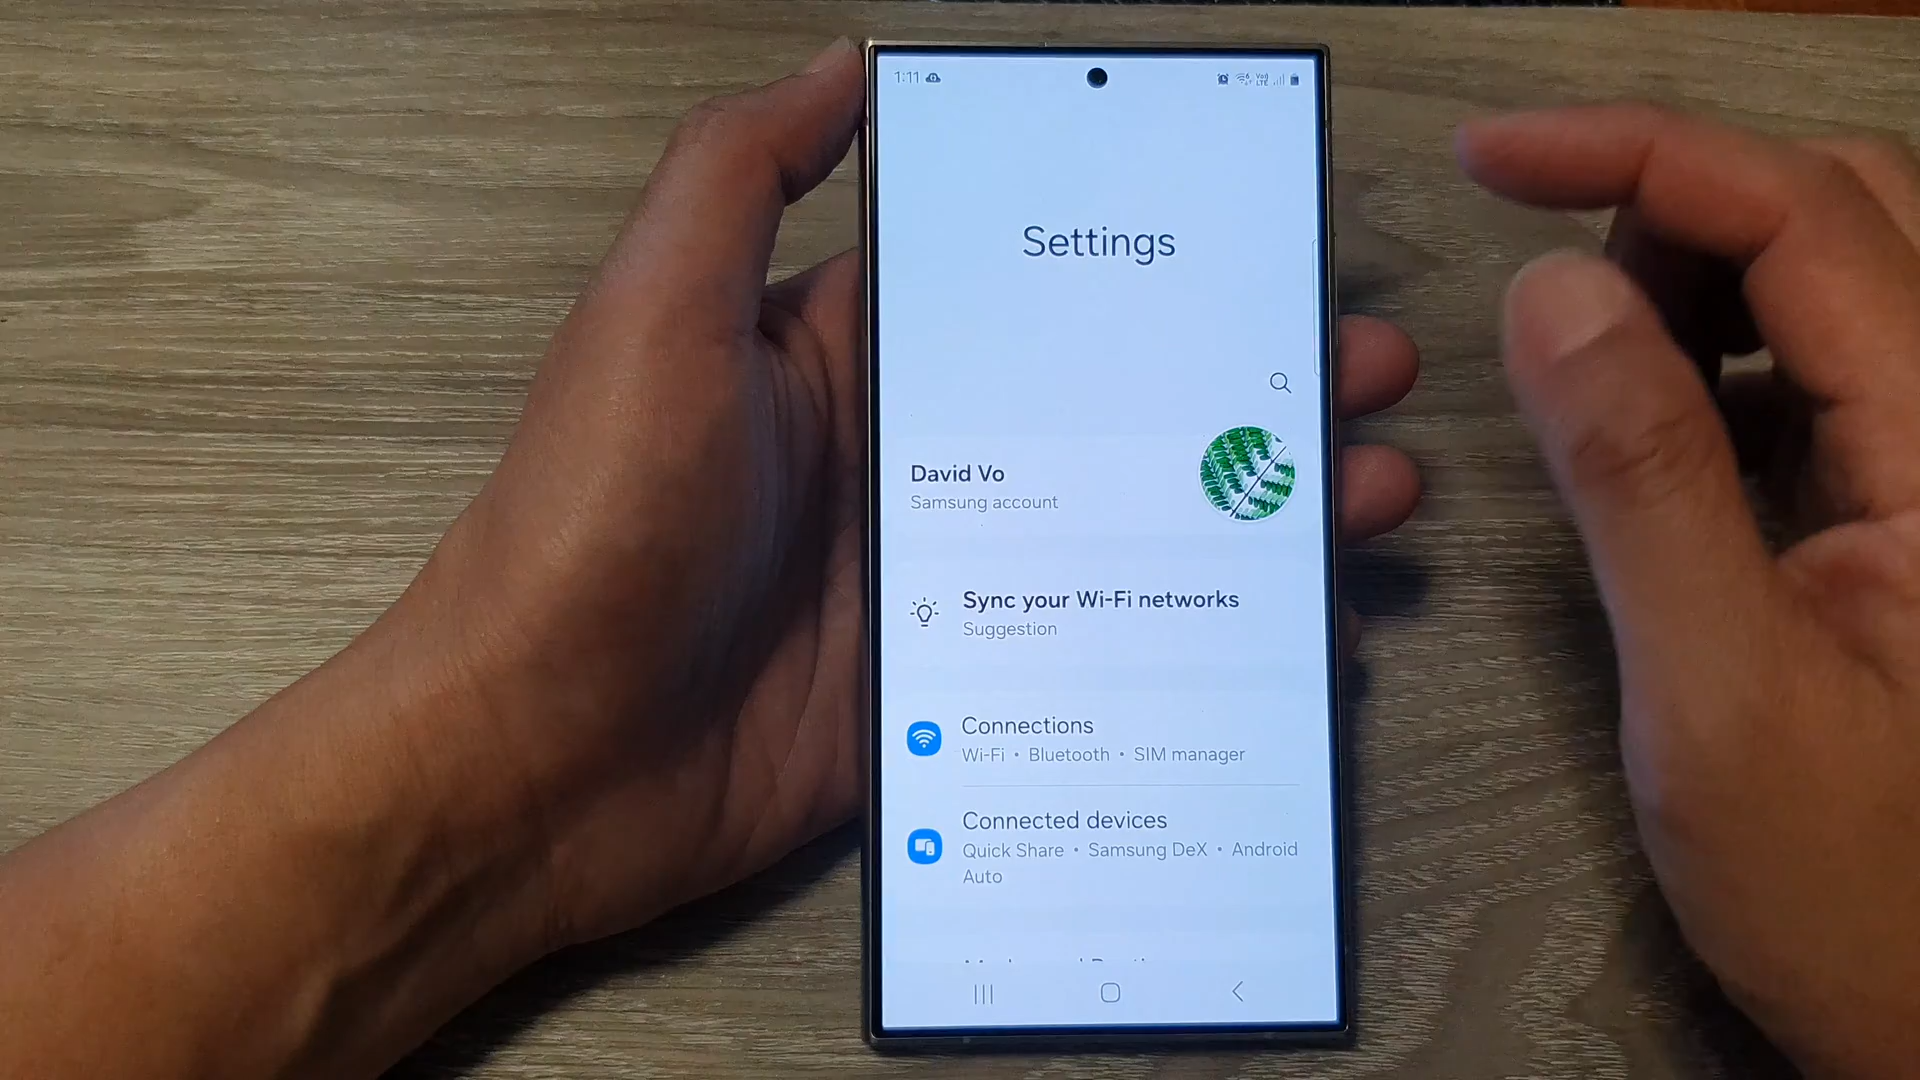 1:11
Settings
David Vo
Samsung account
Sync your Wi-Fi networks
Suggestion
Connections
Wi-Fi • Bluetooth • SIM manager
Connected devices
Quick Share • Samsung DeX • Android
Auto